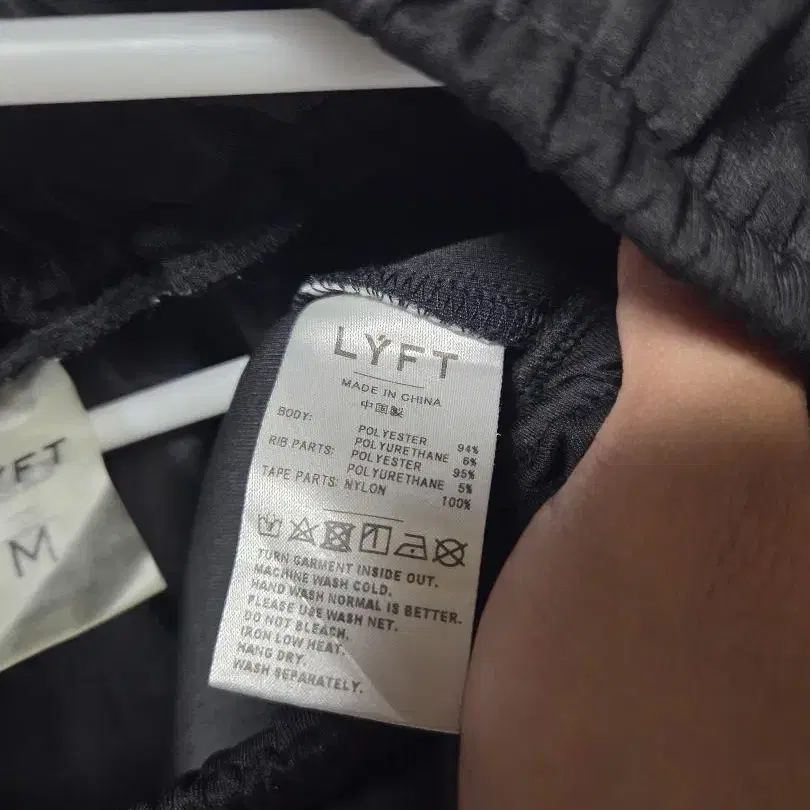 LYFT
MADE IN CHINA
中国製
BODY: POLYESTER 94%
POLYURETHANE 6%
RIB PARTS: POLYESTER 95%
POLYURETHANE 5%
TAPE PARTS: NYLON 100%
TURN GARMENT INSIDE OUT.
MACHINE WASH COLD.
HAND WASH NORMAL IS BETTER.
PLEASE USE WASH NET.
DO NOT BLEACH.
IRON LOW HEAT.
HANG DRY.
WASH SEPARATELY.
YFT
M